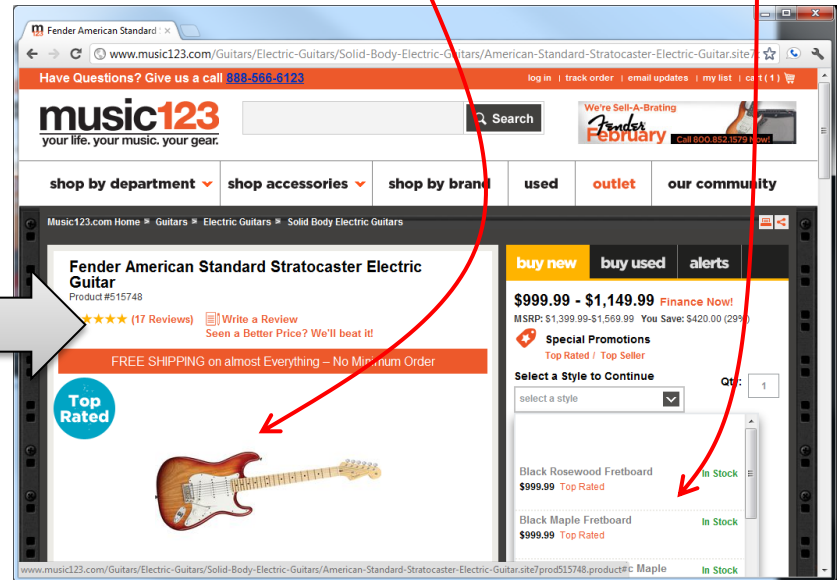 Fender American Standard S
www.music123.com/Guitars/Electric-Guitars/Solid-Body-Electric-Guitars/American-Standard-Stratocaster-Electric-Guitar.site7
Have Questions? Give us a call 888-566-6123
log in | track order | email updates | my list | cart ( 1 )
music123
your life. your music. your gear.
Search
We're Sell-A-Brating
Fender
February
Call 800.852.1579 Now!
shop by department
shop accessories
shop by brand
used
outlet
our community
Music123.com Home » Guitars » Electric Guitars » Solid Body Electric Guitars
Fender American Standard Stratocaster Electric
Guitar
Product #515748
(17 Reviews) Write a Review
Seen a Better Price? We'll beat it!
FREE SHIPPING on almost Everything – No Minimum Order
Top
Rated
buy new
buy used
alerts
$999.99 - $1,149.99 Finance Now!
MSRP: $1,399.99-$1,569.99 You Save: $420.00 (29%)
Special Promotions
Top Rated / Top Seller
Select a Style to Continue
Qty:
select a style
1
Black Rosewood Fretboard
In Stock
$999.99 Top Rated
Black Maple Fretboard
In Stock
$999.99 Top Rated
c Maple
In Stock
www.music123.com/Guitars/Electric-Guitars/Solid-Body-Electric-Guitars/American-Standard-Stratocaster-Electric-Guitar.site7prod515748.product#